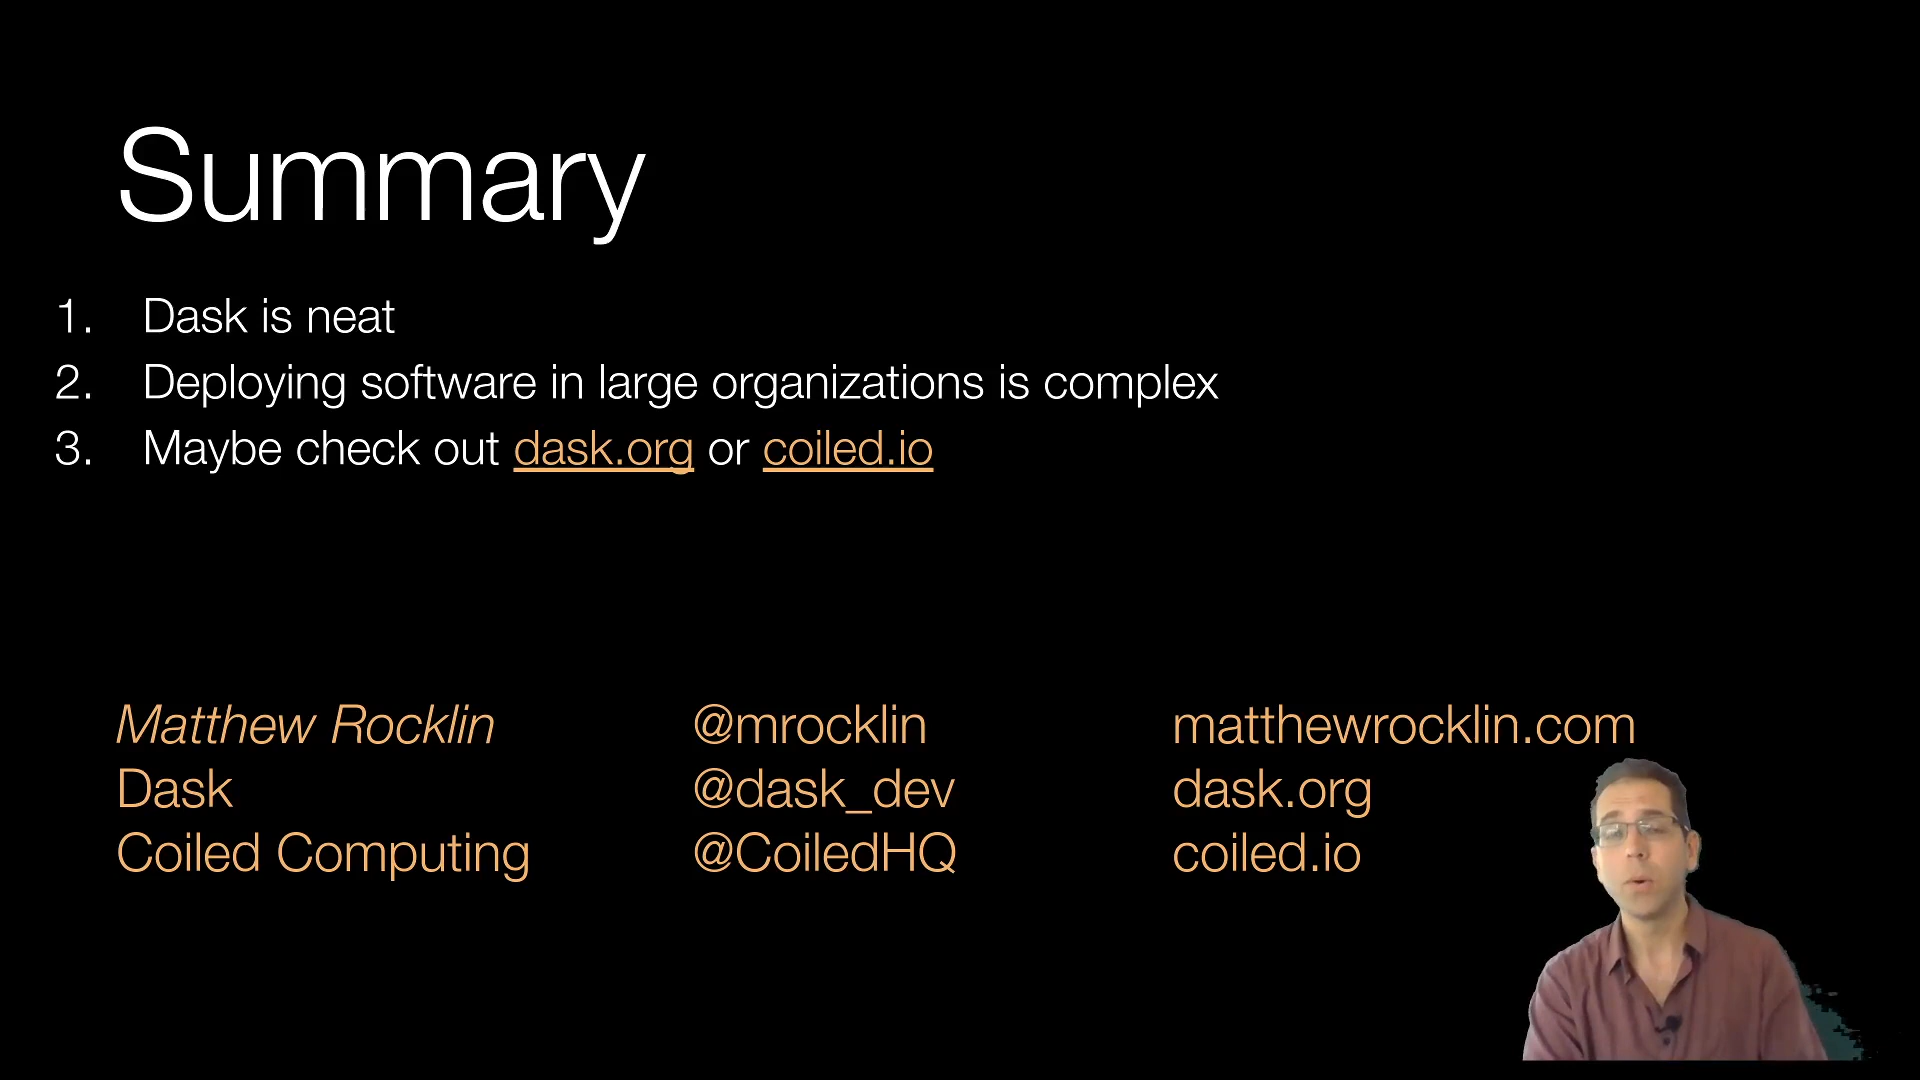 Summary
1. Dask is neat
2. Deploying software in large organizations is complex
3. Maybe check out dask.org or coiled.io
Matthew Rocklin @mrocklin matthewrocklin.com
Dask @dask_dev dask.org
Coiled Computing @CoiledHQ coiled.io